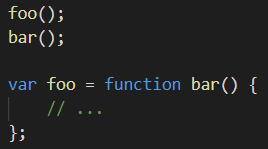 foo();
bar();

var foo = function bar() {
    // ...
};